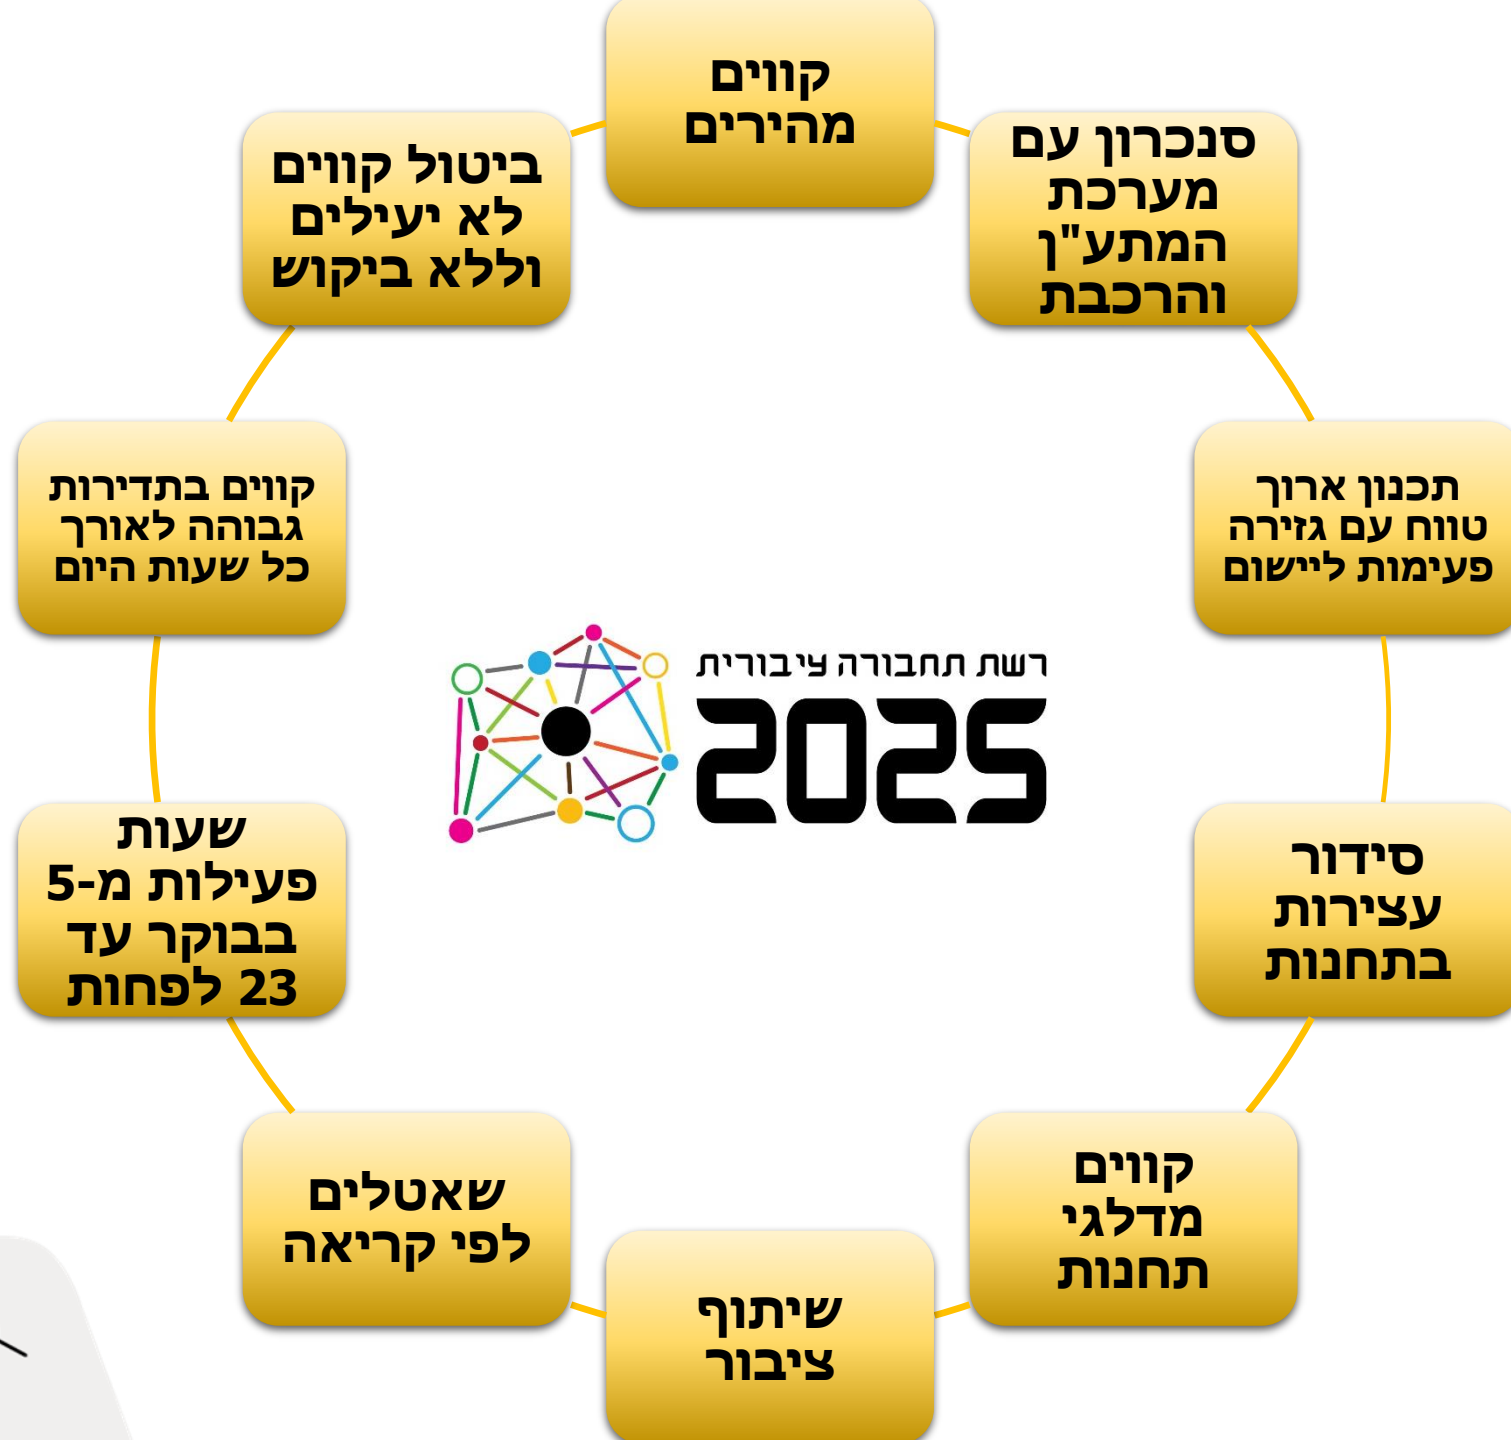 קווים
מהירים
סנכרון עם
מערכת
המתע"ן
והרכבת
תכנון ארוך
טווח עם גזירה
פעימות ליישום
סידור
עצירות
בתחנות
קווים
מדלגי
תחנות
שיתוף
ציבור
שאטלים
לפי קריאה
שעות
פעילות מ-5
בבוקר עד
23 לפחות
קווים בתדירות
גבוהה לאורך
כל שעות היום
ביטול קווים
לא יעילים
וללא ביקוש
רשת תחבורה ציבורית
2025